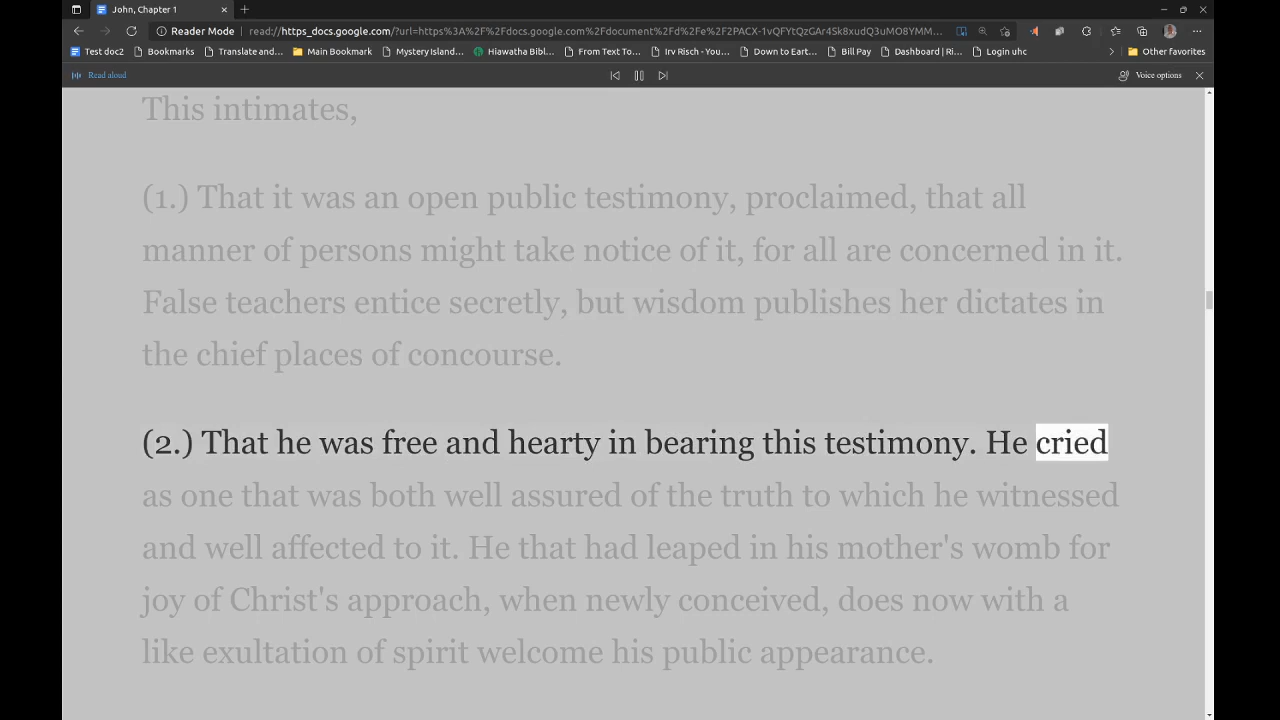 John, Chapter 1
Reader Mode read://https_docs.google.com/?url=https%3A%2F%2Fdocs.google.com%2Fdocument%2Fd%2Fe%2F2PACX-1vQFYtQzGAr4Sk8xudQ3uMO8YMM...
Test doc2 Bookmarks Translate and... Main Bookmark Mystery Island... Hiawatha Bibl... From Text To... Irv Risch - You... Down to Eart... Bill Pay Dashboard | Ri... Login uhc Other favorites
Read aloud Voice options
This intimates,
(1.) That it was an open public testimony, proclaimed, that all
manner of persons might take notice of it, for all are concerned in it.
False teachers entice secretly, but wisdom publishes her dictates in
the chief places of concourse.
(2.) That he was free and hearty in bearing this testimony. He cried
as one that was both well assured of the truth to which he witnessed
and well affected to it. He that had leaped in his mother's womb for
joy of Christ's approach, when newly conceived, does now with a
like exultation of spirit welcome his public appearance.